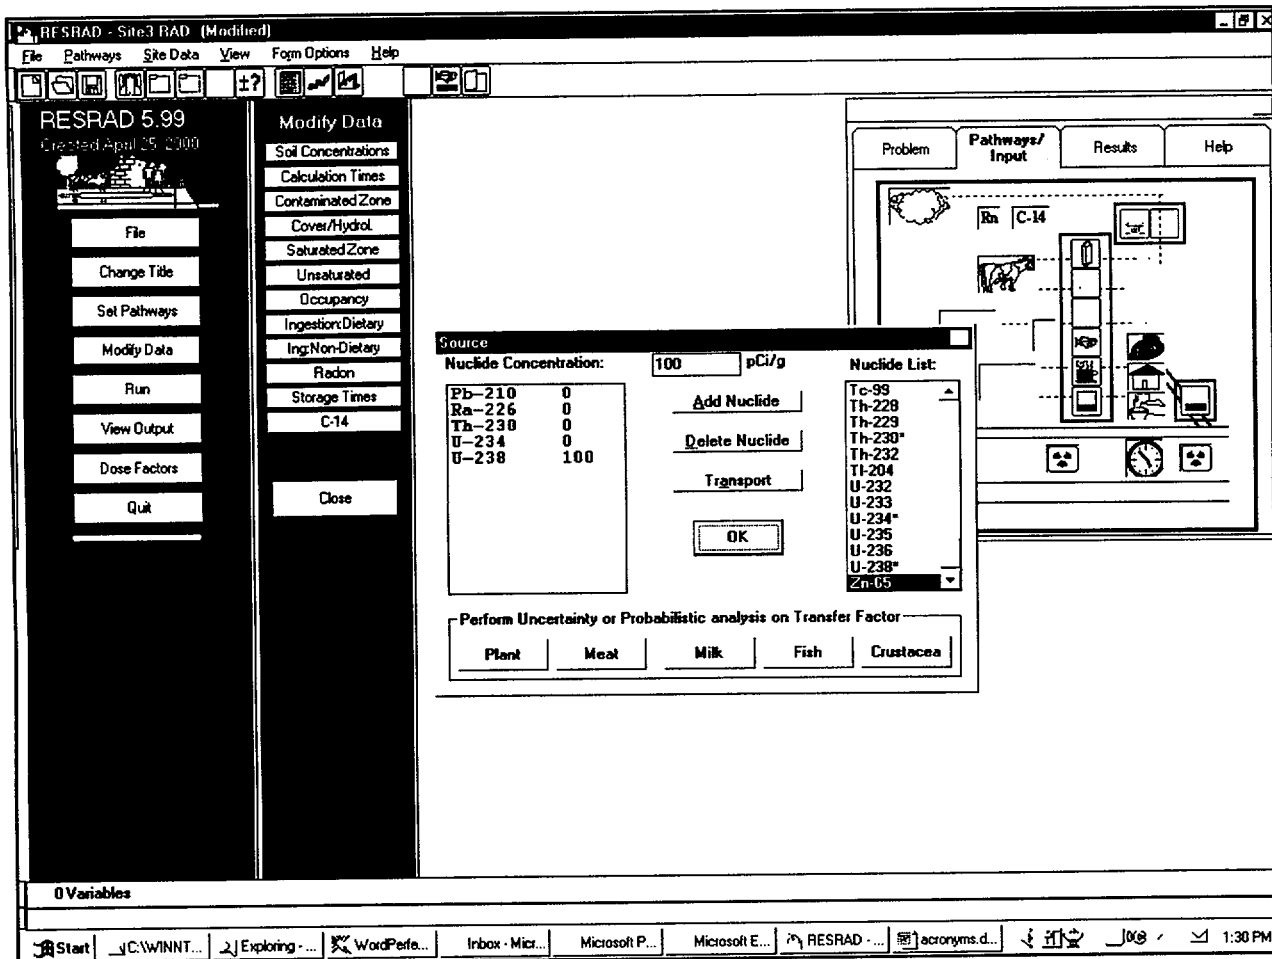 RESRAD - Site3 RAD (Modified)
File Pathways Site Data View Form Options Help
±?
RESRAD 5.99
Created April 25, 2000
File
Change Title
Set Pathways
Modify Data
Run
View Output
Dose Factors
Quit
Modify Data
Soil Concentrations
Calculation Times
Contaminated Zone
Cover/Hydrol.
Saturated Zone
Unsaturated
Occupancy
Ingestion:Dietary
Ing:Non-Dietary
Radon
Storage Times
C-14
Close
Problem Pathways/Input Results Help
Rn C-14
Source
Nuclide Concentration: 100 pCi/g Nuclide List:
Pb-210 0
Ra-226 0
Th-230 0
U-234 0
U-238 100
Add Nuclide
Delete Nuclide
Transport
OK
Tc-99
Th-228
Th-229
Th-230*
Th-232
Tl-204
U-232
U-233
U-234*
U-235
U-236
U-238*
Zn-65
Perform Uncertainty or Probabilistic analysis on Transfer Factor
Plant Meat Milk Fish Crustacea
0 Variables
Start C:\WINNT... Exploring - ... WordPerfe... Inbox - Micr... Microsoft P... Microsoft E... RESRAD - ... acronyms.d... 1:30 PM